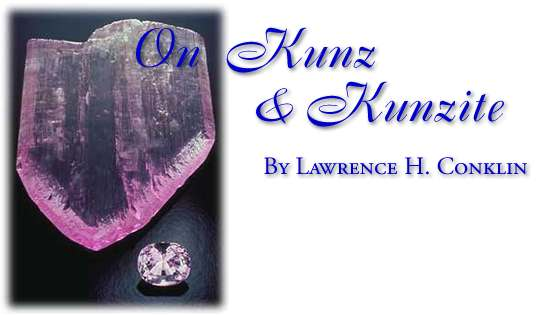 On Kunz
& Kunzite
By Lawrence H. Conklin